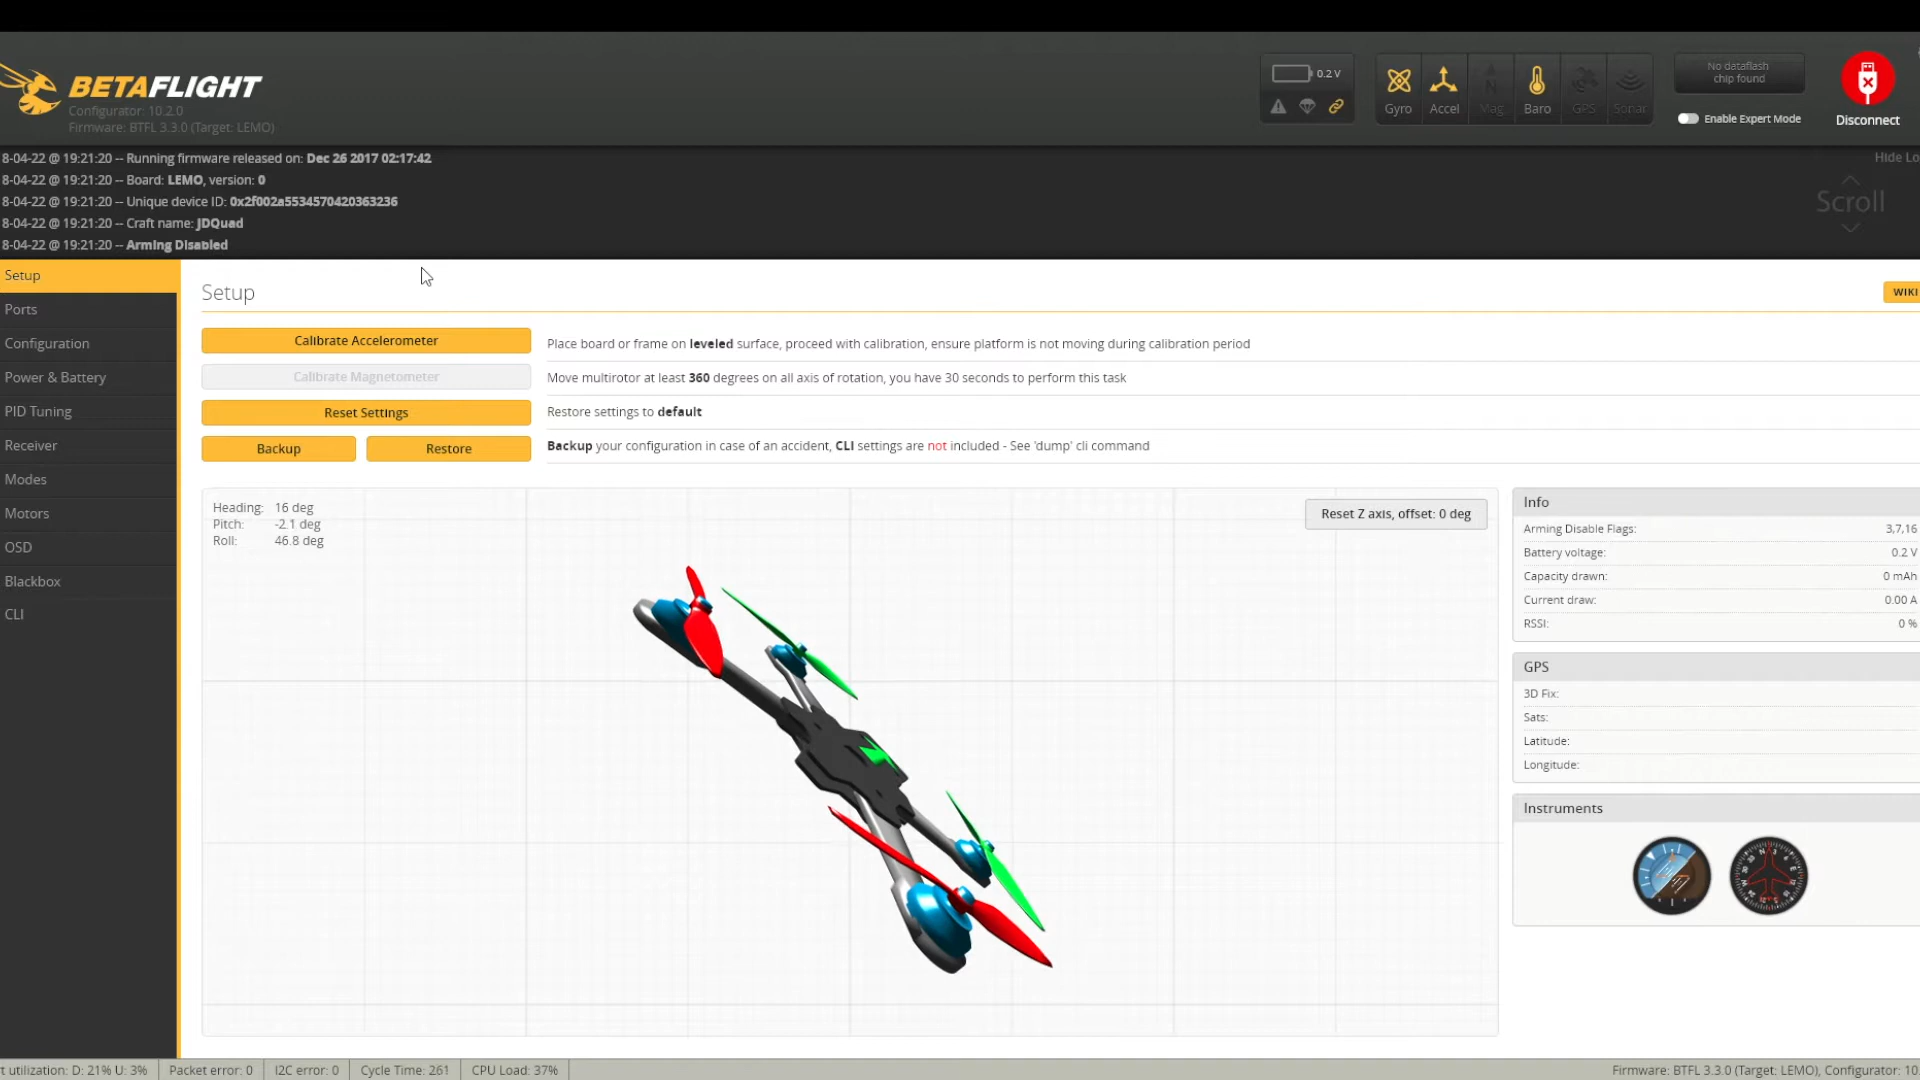 BETAFLIGHT
Configurator: 10.2.0
Firmware: BTFL 3.3.0 (Target: LEMO)
0.2 V
Gyro
Accel
Mag
Baro
GPS
Sonar
No dataflash
chip found
Enable Expert Mode
Disconnect
8-04-22 @ 19:21:20 -- Running firmware released on: Dec 26 2017 02:17:42
8-04-22 @ 19:21:20 -- Board: LEMO, version: 0
8-04-22 @ 19:21:20 -- Unique device ID: 0x2f002a5534570420363236
8-04-22 @ 19:21:20 -- Craft name: JDQuad
8-04-22 @ 19:21:20 -- Arming Disabled
Hide Lo
Scroll
Setup
Ports
Configuration
Power & Battery
PID Tuning
Receiver
Modes
Motors
OSD
Blackbox
CLI
Setup
WIKI
Calibrate Accelerometer
Place board or frame on leveled surface, proceed with calibration, ensure platform is not moving during calibration period
Calibrate Magnetometer
Move multirotor at least 360 degrees on all axis of rotation, you have 30 seconds to perform this task
Reset Settings
Restore settings to default
Backup
Restore
Backup your configuration in case of an accident, CLI settings are not included - See 'dump' cli command
Heading: 16 deg
Pitch: -2.1 deg
Roll: 46.8 deg
Reset Z axis, offset: 0 deg
Info
Arming Disable Flags: 3,7,16
Battery voltage: 0.2 V
Capacity drawn: 0 mAh
Current draw: 0.00 A
RSSI: 0 %
GPS
3D Fix:
Sats:
Latitude:
Longitude:
Instruments
t utilization: D: 21% U: 3%
Packet error: 0
I2C error: 0
Cycle Time: 261
CPU Load: 37%
Firmware: BTFL 3.3.0 (Target: LEMO), Configurator: 10.